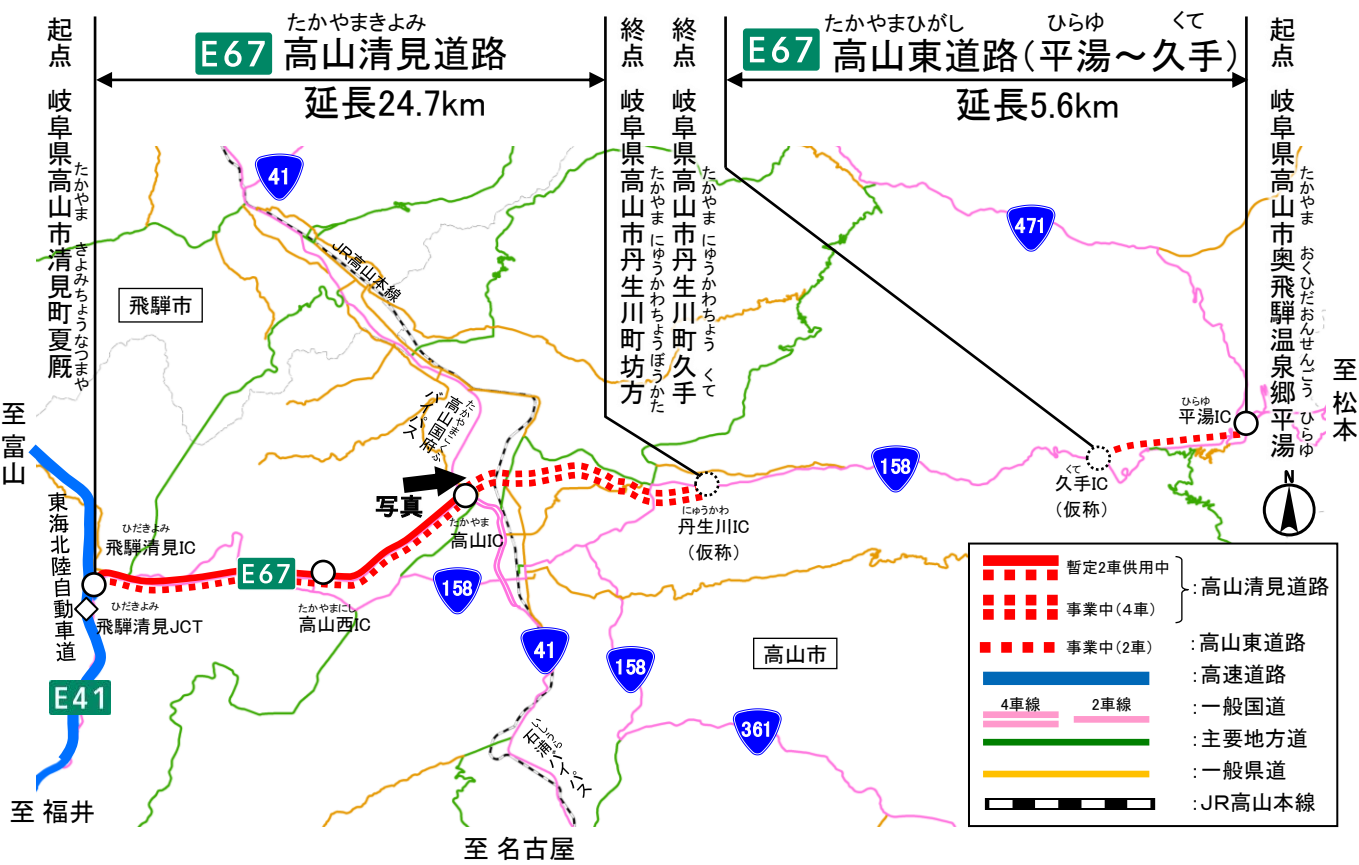 たかやまきよみ
E67 高山清見道路
延長24.7km
たかやまひがし ひらゆ くて
E67 高山東道路(平湯～久手)
延長5.6km
起点 岐阜県高山市清見町夏厩
たかやま きよみちょうなつまや
終点 岐阜県高山市丹生川町坊方
たかやま にゅうかわちょうぼうかた
終点 岐阜県高山市丹生川町久手
たかやま にゅうかわちょう くて
起点 岐阜県高山市奥飛騨温泉郷平湯
たかやま おくひだおんせんごう ひらゆ
41
471
JR高山本線
飛騨市
至富山
至松本
高山国府バイパス
たかやまこくふ
ひらゆ
平湯IC
158
くて
久手IC
(仮称)
写真
たかやま
高山IC
にゅうかわ
丹生川IC
(仮称)
N
東海北陸自動車道
ひだきよみ
飛騨清見IC
E67
たかやまにし
高山西IC
158
ひだきよみ
飛騨清見JCT
E41
41
158
高山市
361
いしうら
石浦バイパス
至 福井
至 名古屋
暫定2車供用中
事業中(4車)
:高山清見道路
事業中(2車) :高山東道路
:高速道路
4車線 2車線 :一般国道
:主要地方道
:一般県道
:JR高山本線